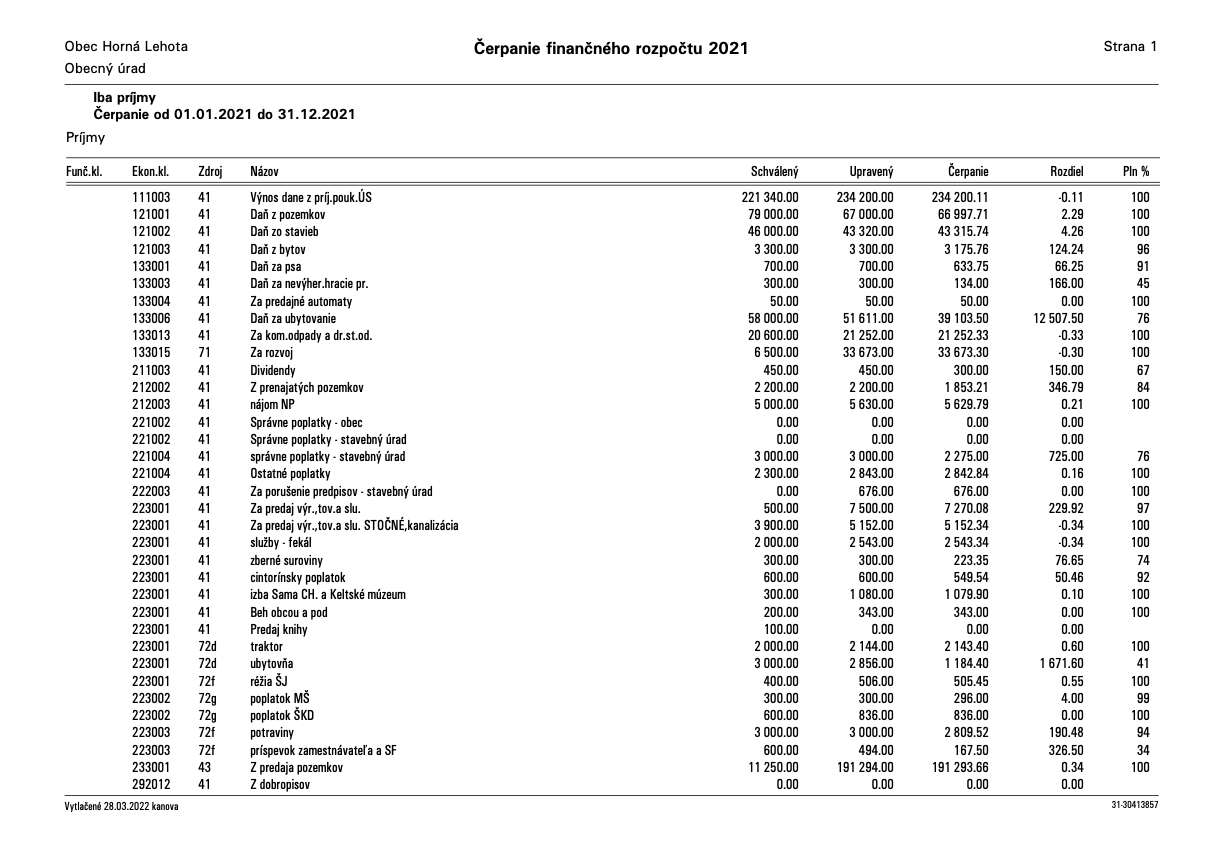 Obec Horná Lehota Čerpanie finančného rozpočtu 2021 Strana 1
Obecný úrad
Iba príjmy
Čerpanie od 01.01.2021 do 31.12.2021
Príjmy
Funč.kl. Ekon.kl. Zdroj Názov Schválený Upravený Čerpanie Rozdiel Pln %
111003 41 Výnos dane z príj.pouk.ÚS 221 340.00 234 200.00 234 200.11 -0.11 100
121001 41 Daň z pozemkov 79 000.00 67 000.00 66 997.71 2.29 100
121002 41 Daň zo stavieb 46 000.00 43 320.00 43 315.74 4.26 100
121003 41 Daň z bytov 3 300.00 3 300.00 3 175.76 124.24 96
133001 41 Daň za psa 700.00 700.00 633.75 66.25 91
133003 41 Daň za nevýher.hracie pr. 300.00 300.00 134.00 166.00 45
133004 41 Za predajné automaty 50.00 50.00 50.00 0.00 100
133006 41 Daň za ubytovanie 58 000.00 51 611.00 39 103.50 12 507.50 76
133013 41 Za kom.odpady a dr.st.od. 20 600.00 21 252.00 21 252.33 -0.33 100
133015 71 Za rozvoj 6 500.00 33 673.00 33 673.30 -0.30 100
211003 41 Dividendy 450.00 450.00 300.00 150.00 67
212002 41 Z prenajatých pozemkov 2 200.00 2 200.00 1 853.21 346.79 84
212003 41 nájom NP 5 000.00 5 630.00 5 629.79 0.21 100
221002 41 Správne poplatky - obec 0.00 0.00 0.00 0.00
221002 41 Správne poplatky - stavebný úrad 0.00 0.00 0.00 0.00
221004 41 správne poplatky - stavebný úrad 3 000.00 3 000.00 2 275.00 725.00 76
221004 41 Ostatné poplatky 2 300.00 2 843.00 2 842.84 0.16 100
222003 41 Za porušenie predpisov - stavebný úrad 0.00 676.00 676.00 0.00 100
223001 41 Za predaj výr.,tov.a slu. 500.00 7 500.00 7 270.08 229.92 97
223001 41 Za predaj výr.,tov.a slu. STOČNÉ,kanalizácia 3 900.00 5 152.00 5 152.34 -0.34 100
223001 41 služby - fekál 2 000.00 2 543.00 2 543.34 -0.34 100
223001 41 zberné suroviny 300.00 300.00 223.35 76.65 74
223001 41 cintorínsky poplatok 600.00 600.00 549.54 50.46 92
223001 41 izba Sama CH. a Keltské múzeum 300.00 1 080.00 1 079.90 0.10 100
223001 41 Beh obcou a pod 200.00 343.00 343.00 0.00 100
223001 41 Predaj knihy 100.00 0.00 0.00 0.00
223001 72d traktor 2 000.00 2 144.00 2 143.40 0.60 100
223001 72d ubytovňa 3 000.00 2 856.00 1 184.40 1 671.60 41
223001 72f réžia ŠJ 400.00 506.00 505.45 0.55 100
223002 72g poplatok MŠ 300.00 300.00 296.00 4.00 99
223002 72g poplatok ŠKD 600.00 836.00 836.00 0.00 100
223003 72f potraviny 3 000.00 3 000.00 2 809.52 190.48 94
223003 72f príspevok zamestnávateľa a SF 600.00 494.00 167.50 326.50 34
233001 43 Z predaja pozemkov 11 250.00 191 294.00 191 293.66 0.34 100
292012 41 Z dobropisov 0.00 0.00 0.00 0.00
Vytlačené 28.03.2022 kanova 31-30413857